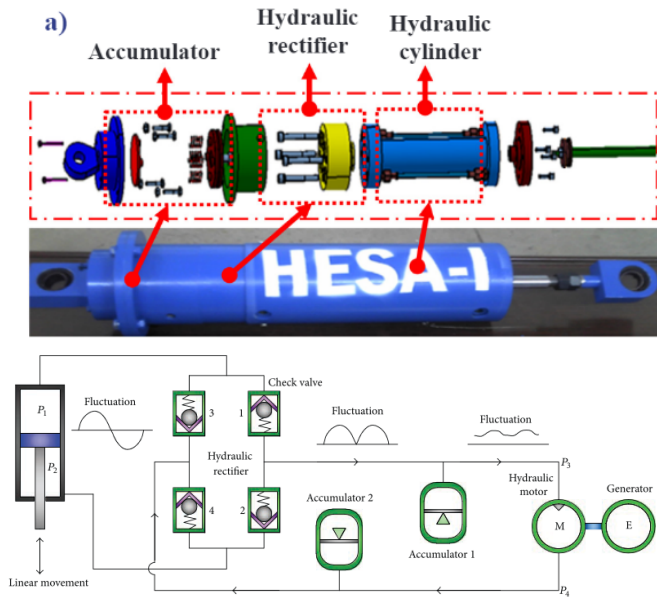 a)
Accumulator
Hydraulic
rectifier
Hydraulic
cylinder
HESA-I
Check valve
Fluctuation
P1
P2
3
1
4
2
Hydraulic
rectifier
Linear movement
Fluctuation
Fluctuation
Accumulator 2
Accumulator 1
P3
Hydraulic
motor
Generator
M
E
P4